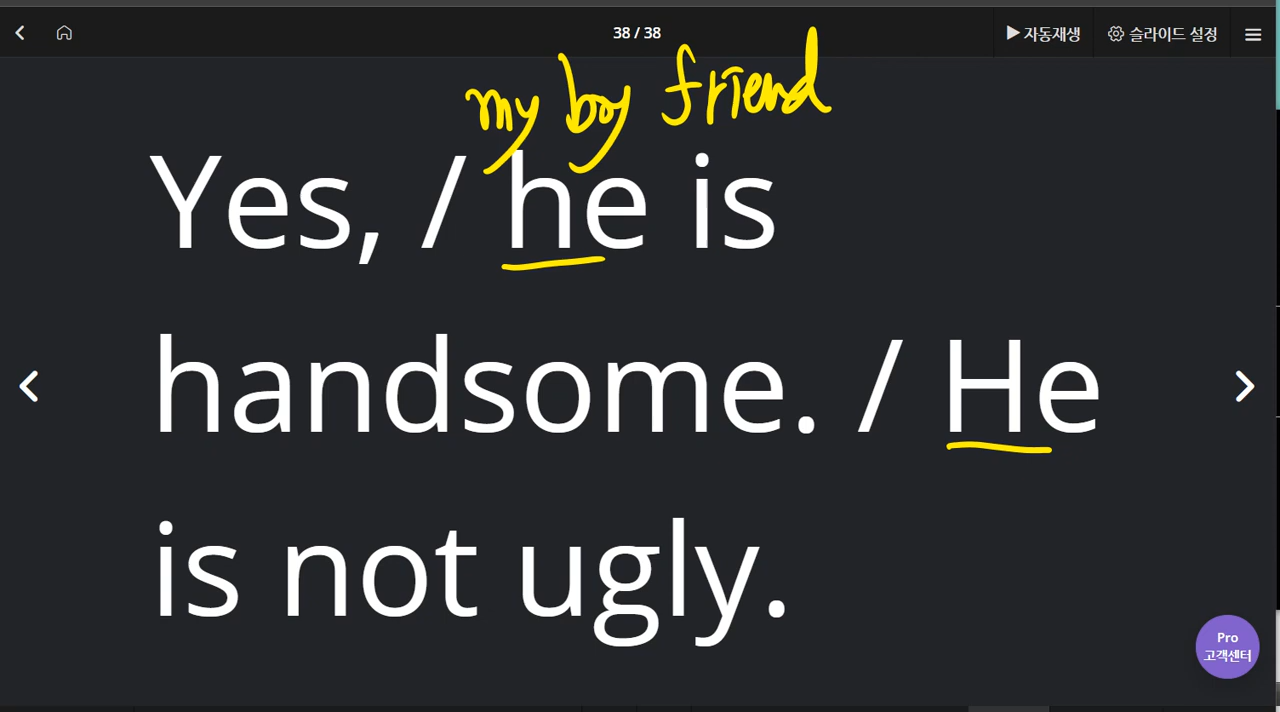 38 / 38
▶자동재생
슬라이드 설정
my boy friend
Yes, / he is
handsome. / He
is not ugly.
Pro
고객센터